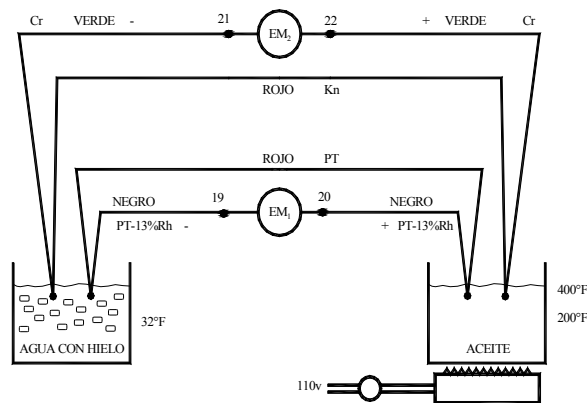 Cr VERDE - 21 EM₂ 22 + VERDE Cr
ROJO Kn
ROJO PT
NEGRO 19 EM₁ 20 NEGRO
PT-13%Rh - + PT-13%Rh
400°F
32°F 200°F
AGUA CON HIELO ACEITE
110v